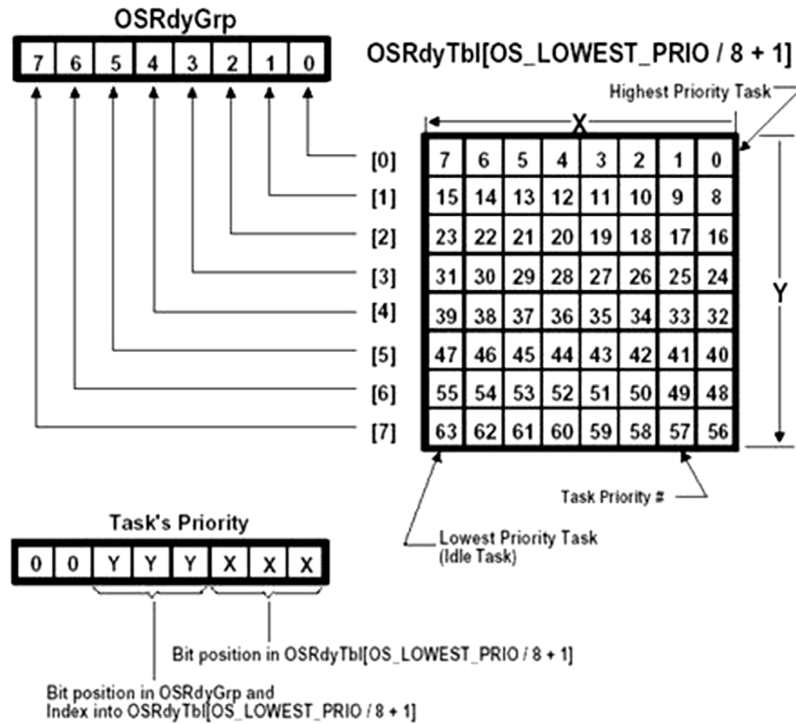 OSRdyGrp
7 6 5 4 3 2 1 0
OSRdyTbl[OS_LOWEST_PRIO / 8 + 1]
Highest Priority Task
X
[0] 7 6 5 4 3 2 1 0
[1] 15 14 13 12 11 10 9 8
[2] 23 22 21 20 19 18 17 16
[3] 31 30 29 28 27 26 25 24
[4] 39 38 37 36 35 34 33 32
[5] 47 46 45 44 43 42 41 40
[6] 55 54 53 52 51 50 49 48
[7] 63 62 61 60 59 58 57 56
Y
Task Priority #
Lowest Priority Task
(Idle Task)
Task's Priority
0 0 Y Y Y X X X
Bit position in OSRdyTbl[OS_LOWEST_PRIO / 8 + 1]
Bit position in OSRdyGrp and
Index into OSRdyTbl[OS_LOWEST_PRIO / 8 + 1]